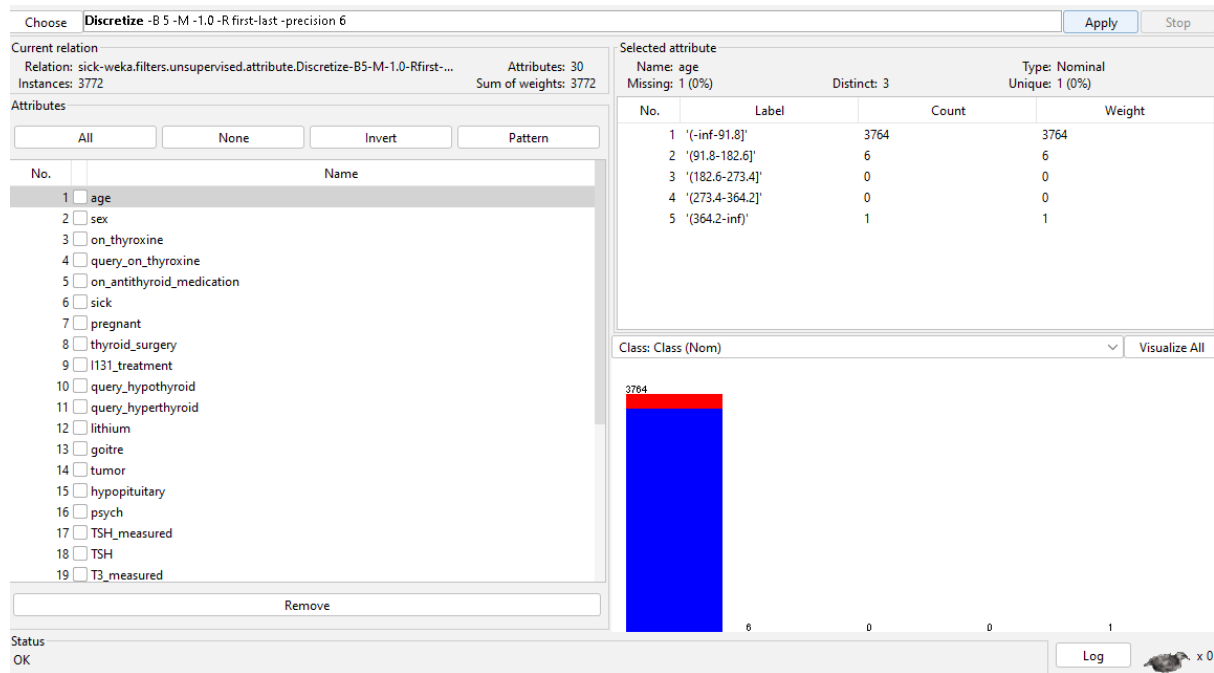 Choose Discretize -B 5 -M -1.0 -R first-last -precision 6 Apply Stop
Current relation
Relation: sick-weka.filters.unsupervised.attribute.Discretize-B5-M-1.0-Rfirst-... Attributes: 30
Instances: 3772 Sum of weights: 3772
Attributes
All None Invert Pattern
No. Name
1 age
2 sex
3 on_thyroxine
4 query_on_thyroxine
5 on_antithyroid_medication
6 sick
7 pregnant
8 thyroid_surgery
9 I131_treatment
10 query_hypothyroid
11 query_hyperthyroid
12 lithium
13 goitre
14 tumor
15 hypopituitary
16 psych
17 TSH_measured
18 TSH
19 T3_measured
Remove
Selected attribute
Name: age Type: Nominal
Missing: 1 (0%) Distinct: 3 Unique: 1 (0%)
No. Label Count Weight
1 '(-inf-91.8]' 3764 3764
2 '(91.8-182.6]' 6 6
3 '(182.6-273.4]' 0 0
4 '(273.4-364.2]' 0 0
5 '(364.2-inf)' 1 1
Class: Class (Nom) Visualize All
3764
6 0 0 1
Status
OK Log x 0